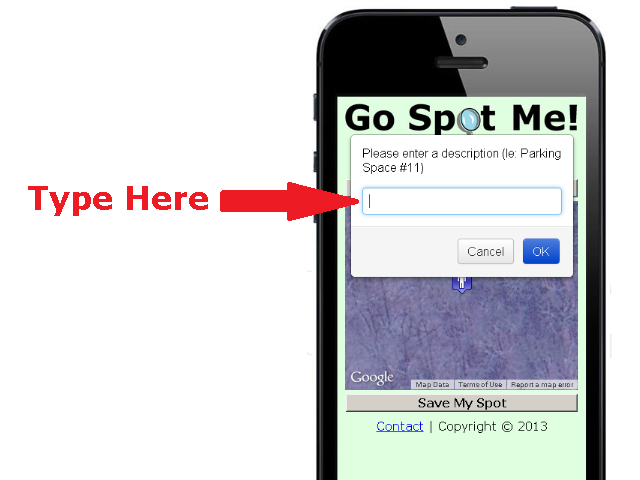 Go Spot Me!
Please enter a description (Ie: Parking
Space #11)
Type Here
Cancel OK
Google Map Data Terms of Use Report a map error
Save My Spot
Contact | Copyright © 2013